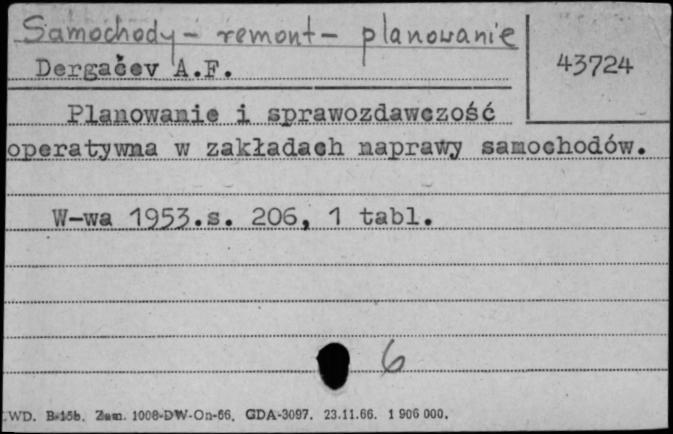 Samochody - remont - planowanie
Dergačev A.F.
43724
Planowanie i sprawozdawczość
operatywna w zakładach naprawy samochodów.
W-wa 1953.s. 206, 1 tabl.
6
WD. B-15b. Zam. 1008-DW-On-66. GDA-3097. 23.11.66. 1 906 000.